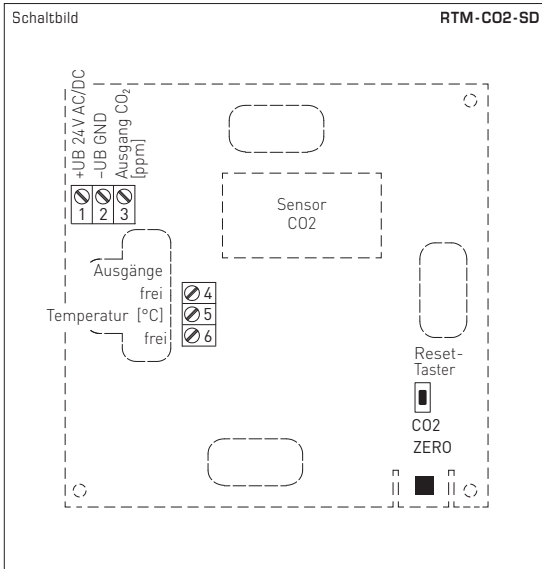 Schaltbild
RTM-CO2-SD
+UB 24V AC/DC
–UB GND
Ausgang CO₂
[ppm]
1 2 3
Sensor
CO2
Ausgänge
frei 4
Temperatur [°C] 5
frei 6
Reset-
Taster
CO2
ZERO